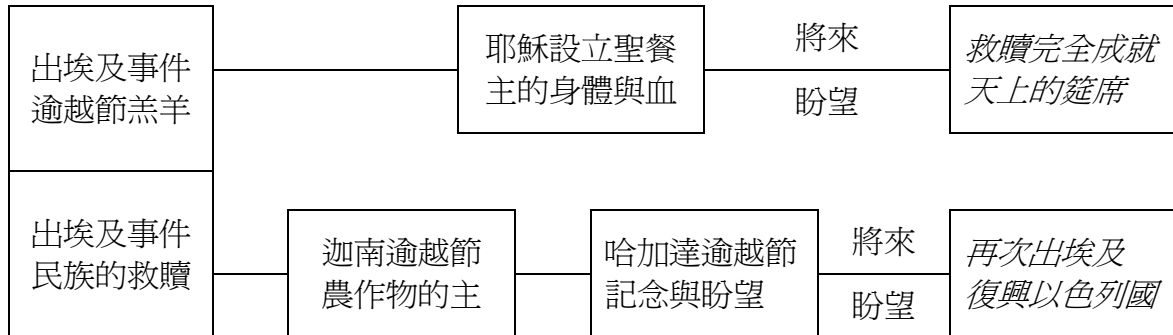 出埃及事件
逾越節羔羊
耶穌設立聖餐
主的身體與血
將來
盼望
救贖完全成就
天上的筵席
出埃及事件
民族的救贖
迦南逾越節
農作物的主
哈加達逾越節
記念與盼望
將來
盼望
再次出埃及
復興以色列國